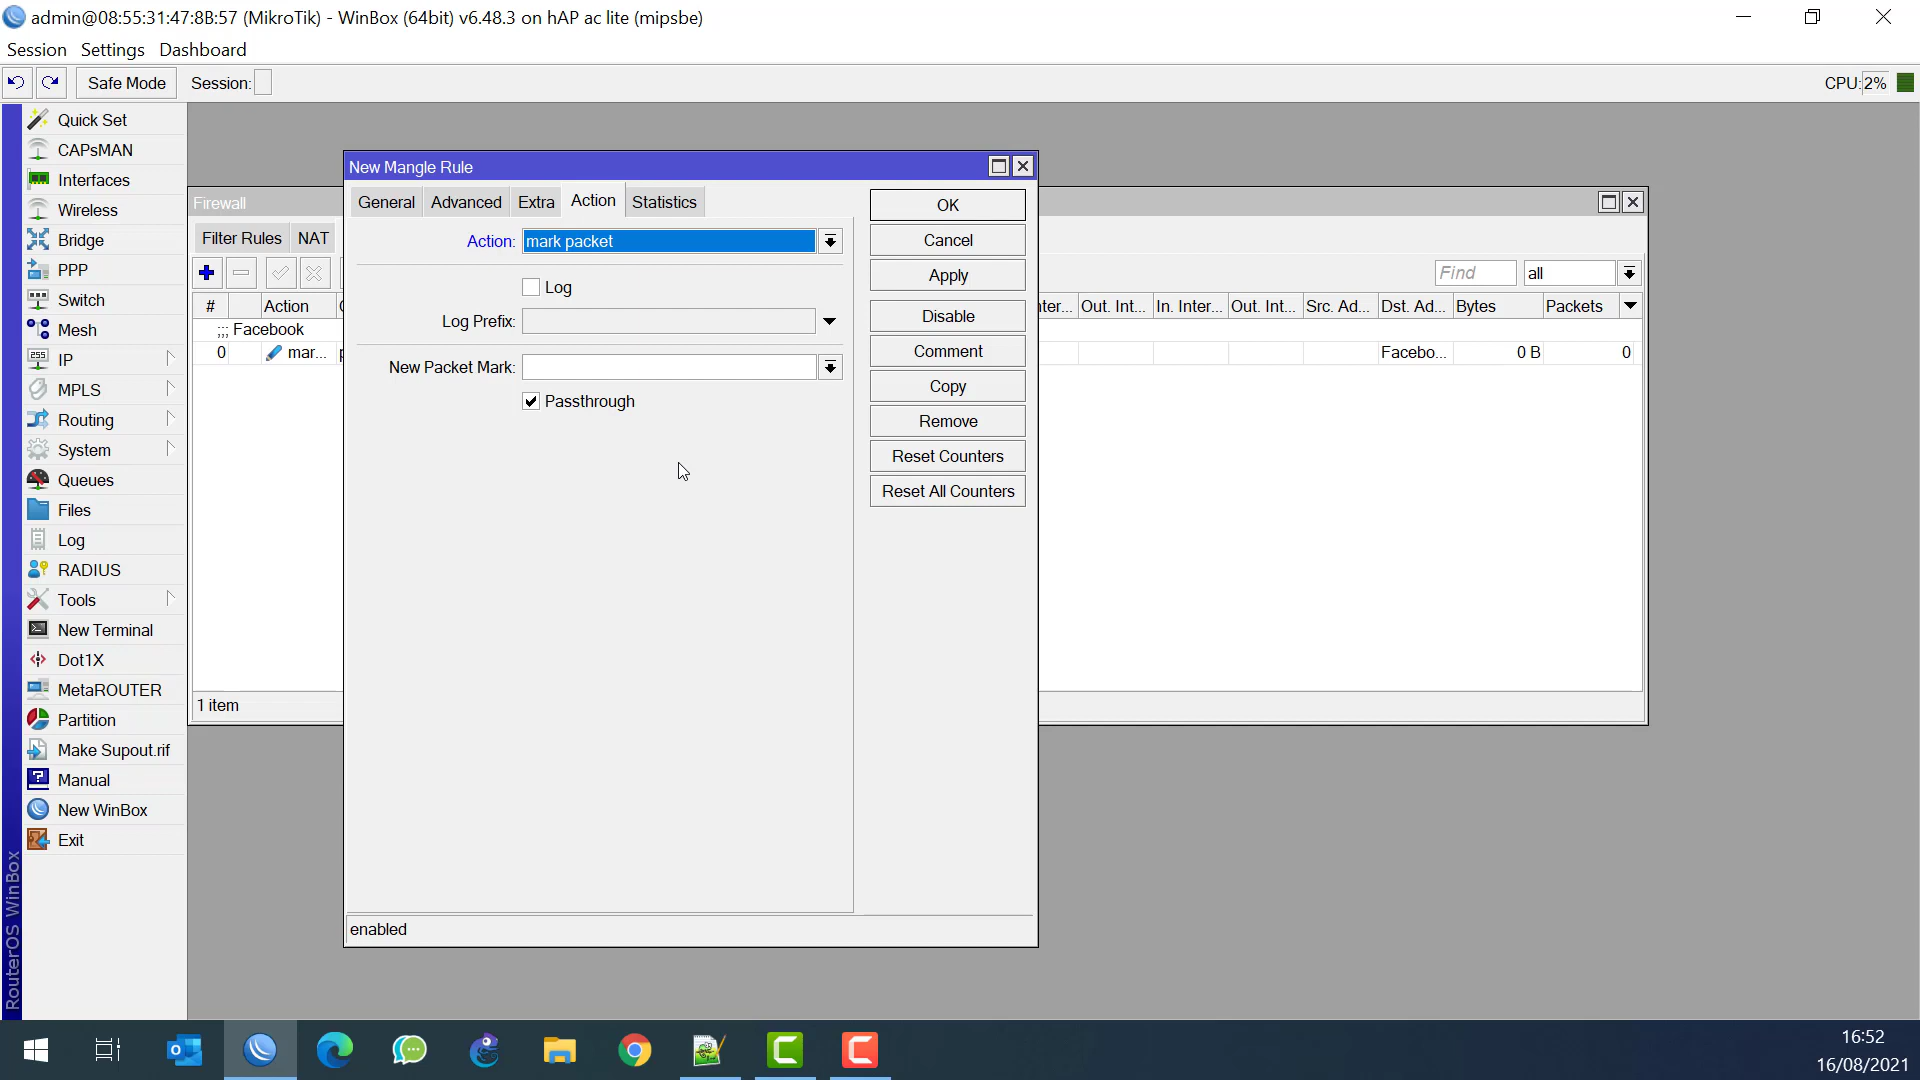 admin@08:55:31:47:8B:57 (MikroTik) - WinBox (64bit) v6.48.3 on hAP ac lite (mipsbe)
Session Settings Dashboard
Safe Mode Session: CPU:2%
Quick Set
CAPsMAN
Interfaces
Wireless
Bridge
PPP
Switch
Mesh
IP
MPLS
Routing
System
Queues
Files
Log
RADIUS
Tools
New Terminal
Dot1X
MetaROUTER
Partition
Make Supout.rif
Manual
New WinBox
Exit
RouterOS WinBox
Firewall
Filter Rules NAT
Find all
# Action
ter... Out. Int... In. Inter... Out. Int... Src. Ad... Dst. Ad... Bytes Packets
;;; Facebook
0 mar... Facebo... 0 B 0
1 item
New Mangle Rule
General Advanced Extra Action Statistics
Action: mark packet
Log
Log Prefix:
New Packet Mark:
Passthrough
OK
Cancel
Apply
Disable
Comment
Copy
Remove
Reset Counters
Reset All Counters
enabled
16:52
16/08/2021